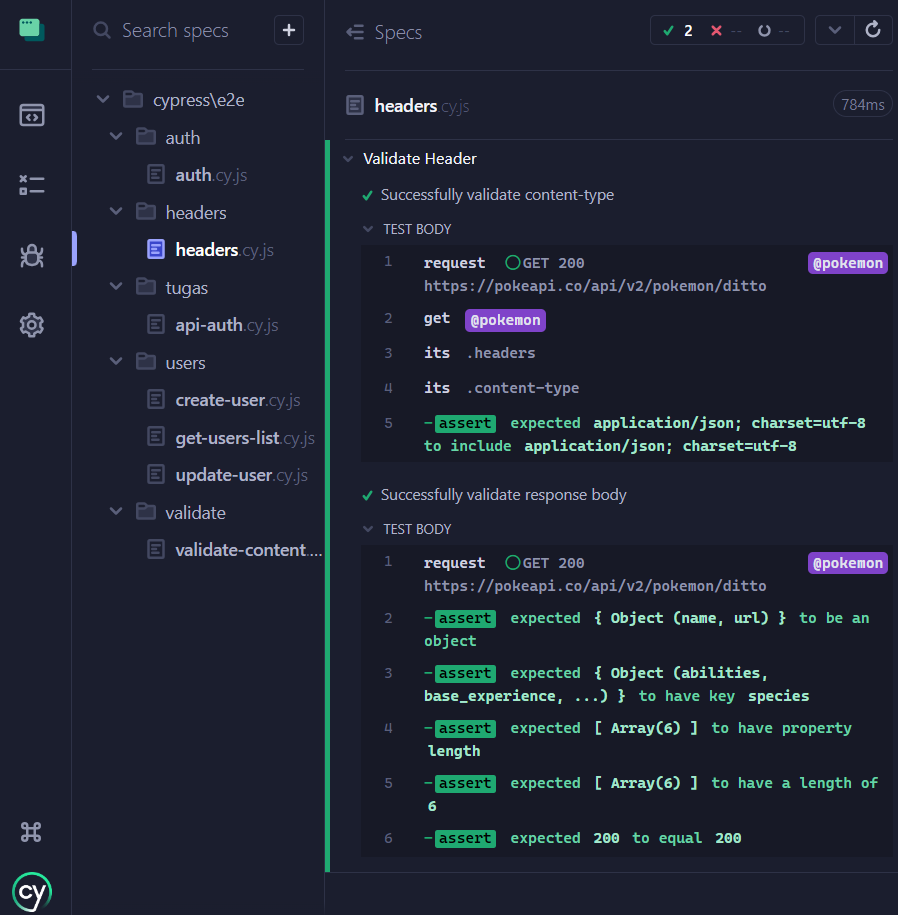 Search specs
+
cypress\e2e
auth
auth.cy.js
headers
headers.cy.js
tugas
api-auth.cy.js
users
create-user.cy.js
get-users-list.cy.js
update-user.cy.js
validate
validate-content....
cy
Specs
2 -- --
headers.cy.js
784ms
Validate Header
Successfully validate content-type
TEST BODY
1 request GET 200 @pokemon
https://pokeapi.co/api/v2/pokemon/ditto
2 get @pokemon
3 its .headers
4 its .content-type
5 -assert expected application/json; charset=utf-8
to include application/json; charset=utf-8
Successfully validate response body
TEST BODY
1 request GET 200 @pokemon
https://pokeapi.co/api/v2/pokemon/ditto
2 -assert expected { Object (name, url) } to be an
object
3 -assert expected { Object (abilities,
base_experience, ...) } to have key species
4 -assert expected [ Array(6) ] to have property
length
5 -assert expected [ Array(6) ] to have a length of
6
6 -assert expected 200 to equal 200